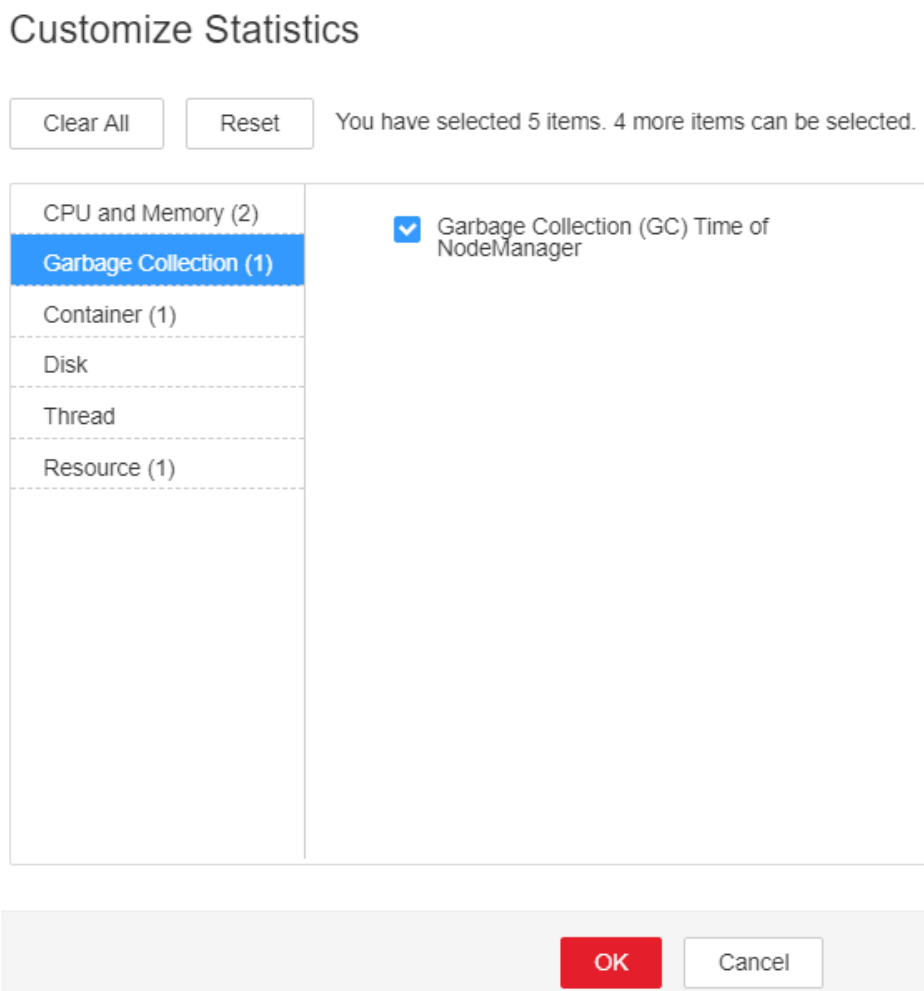 Customize Statistics
Clear All
Reset
You have selected 5 items. 4 more items can be selected.
CPU and Memory (2)
Garbage Collection (1)
Container (1)
Disk
Thread
Resource (1)
Garbage Collection (GC) Time of
NodeManager
OK
Cancel